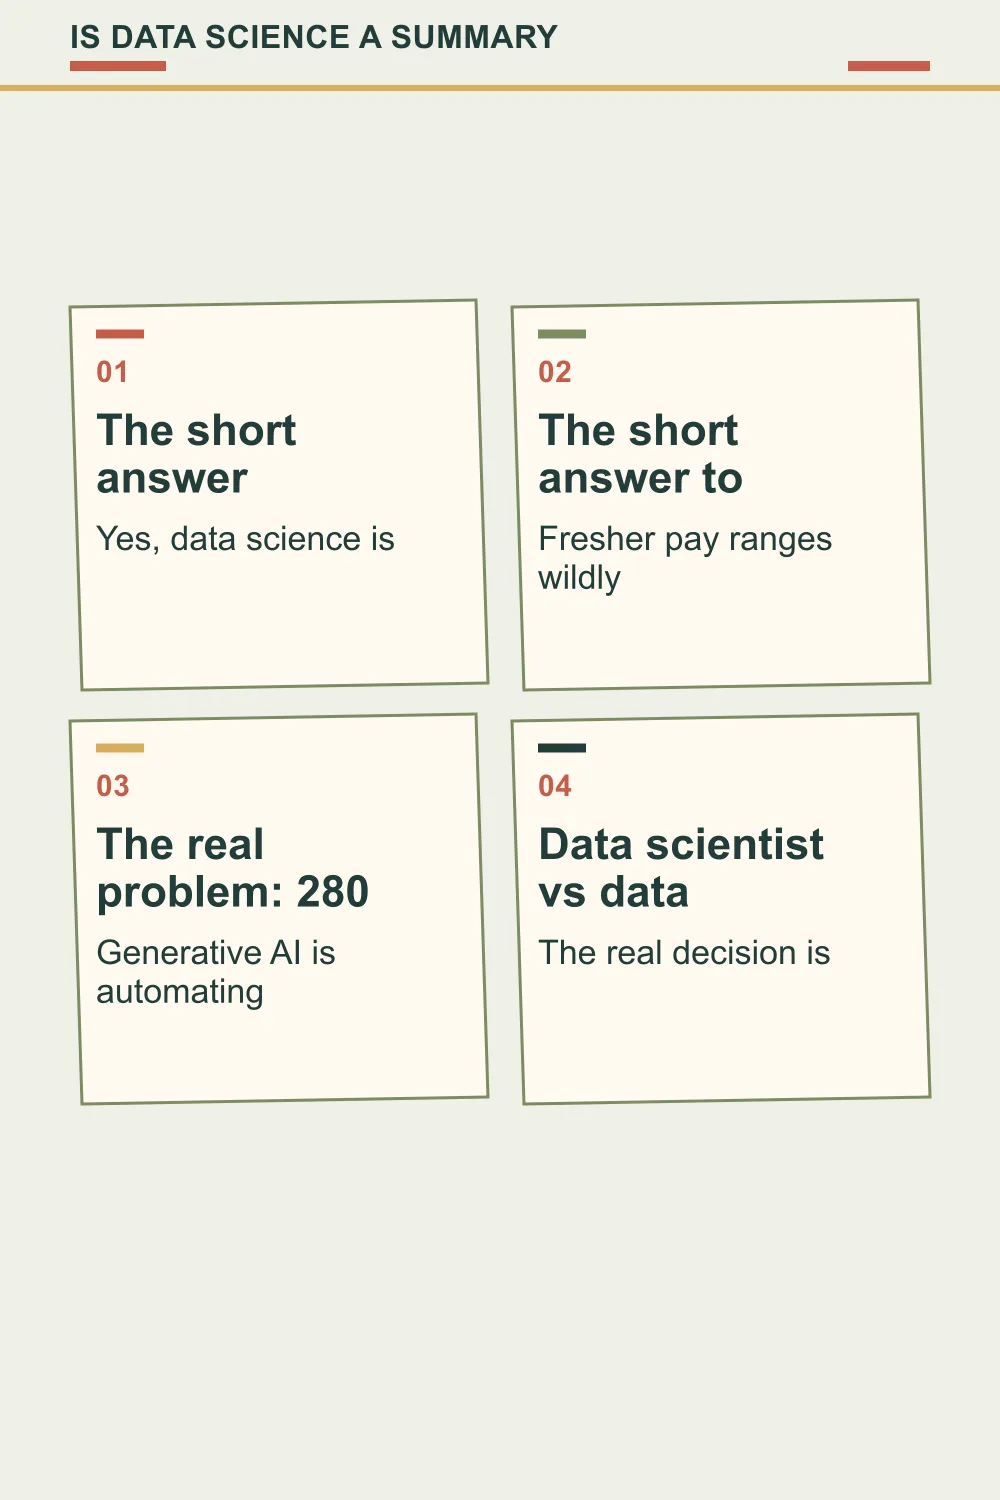 IS DATA SCIENCE A SUMMARY
01
The short
answer
Yes, data science is
02
The short
answer to
Fresher pay ranges
wildly
03
The real
problem: 280
Generative AI is
automating
04
Data scientist
vs data
The real decision is